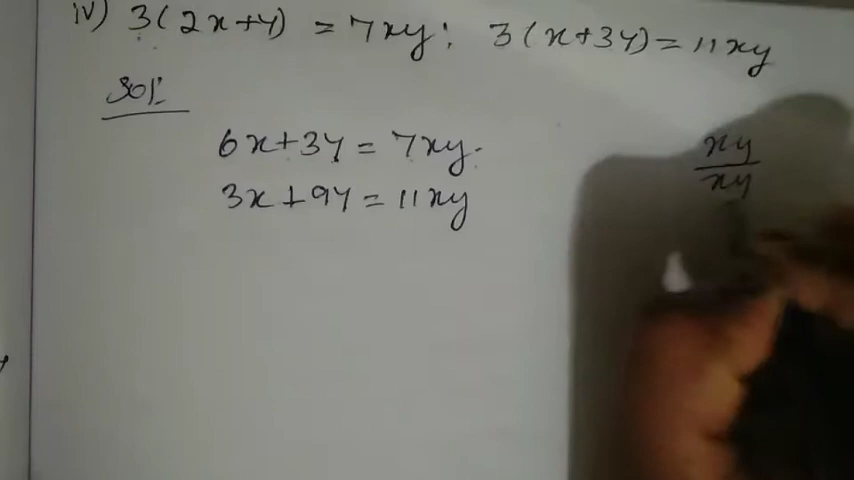 iv) 3(2x+y) = 7xy; 3(x+3y) = 11xy
Sol:
6x+3y = 7xy.
3x+9y = 11xy
xy
xy